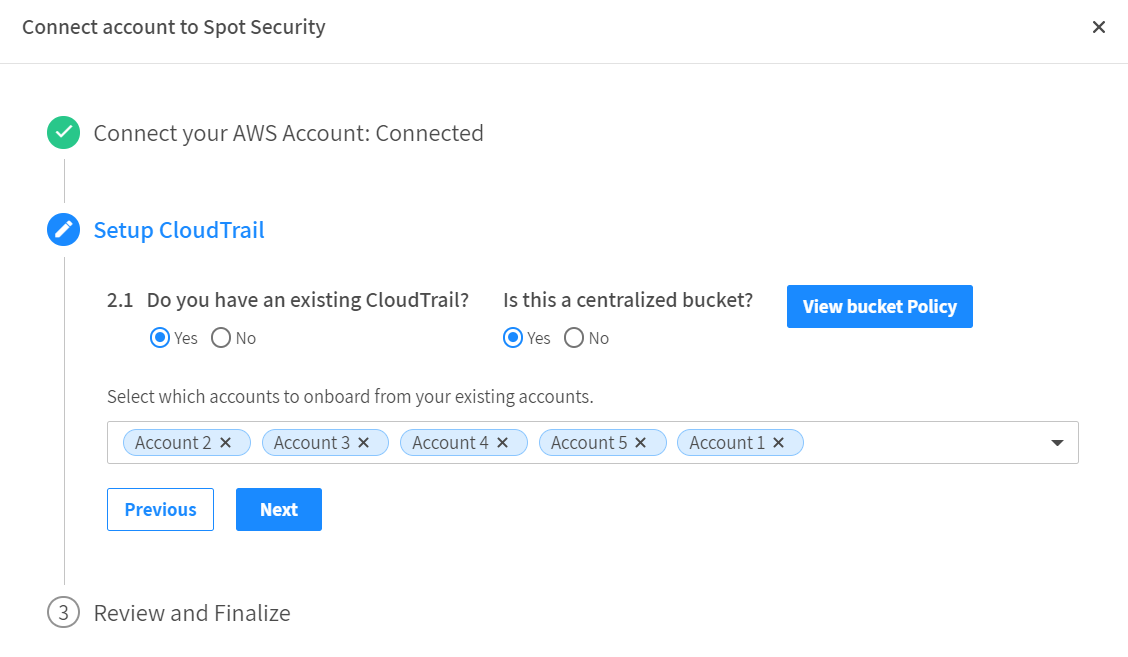 Connect account to Spot Security
Connect your AWS Account: Connected
Setup CloudTrail
2.1 Do you have an existing CloudTrail? Is this a centralized bucket? View bucket Policy
Yes No Yes No
Select which accounts to onboard from your existing accounts.
Account 2 Account 3 Account 4 Account 5 Account 1
Previous Next
3 Review and Finalize